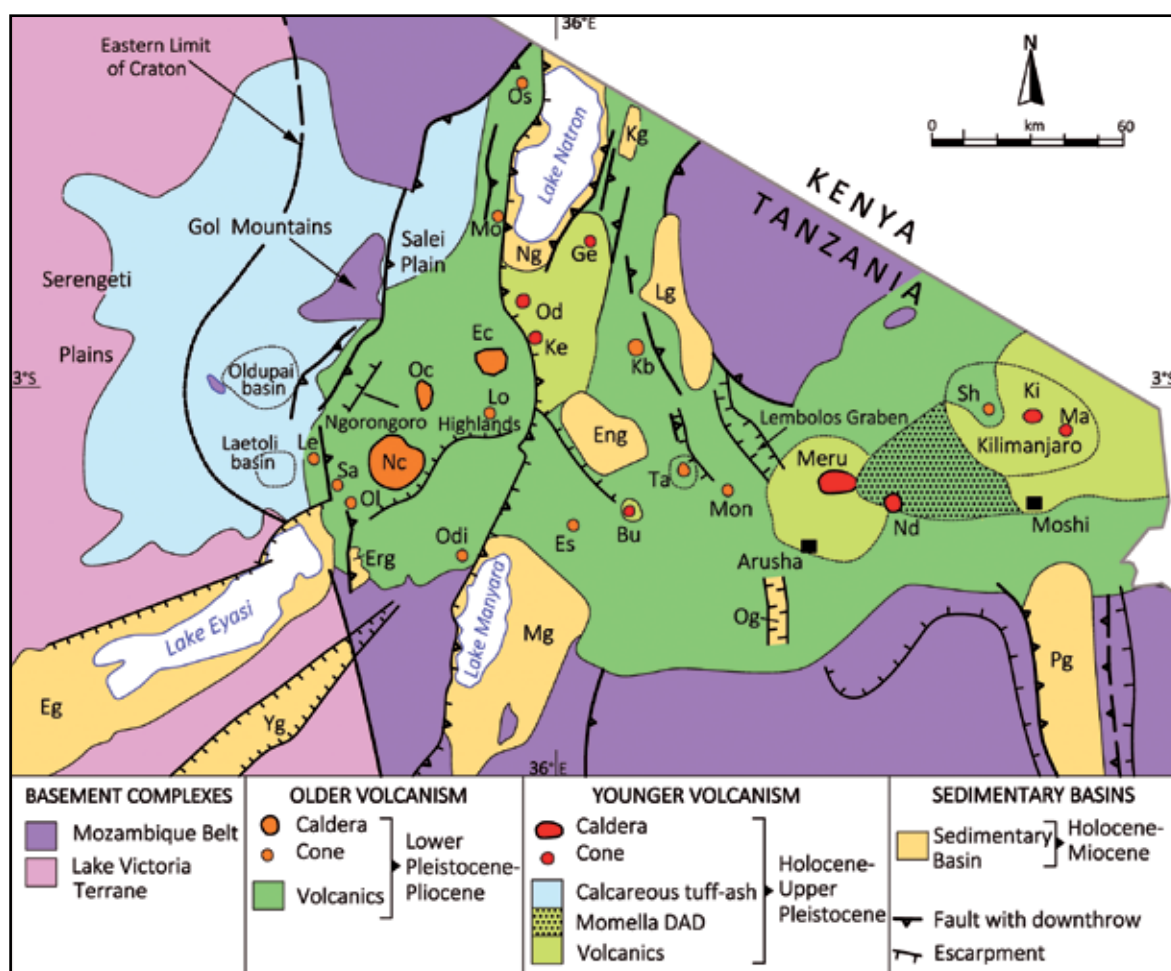 36°E
Eastern Limit
of Craton
N
0
km
60
Os
Lake Natron
Kg
KENYA
TANZANIA
Gol Mountains
Salei
Plain
Mo
Ng
Ge
Serengeti
Plains
Lg
Od
Ke
Ec
Kb
3°S
Oldupai
basin
Oc
Lo
3°S
Ngorongoro
Highlands
Sh
Ki
Ma
Kilimanjaro
Lembolos Graben
Laetoli
basin
Le
Sa
Ol
Nc
Eng
Ta
Mon
Meru
Nd
Moshi
Erg
Odi
Es
Bu
Arusha
Lake Eyasi
Lake Manyara
Mg
Og
Pg
Eg
Yg
36°E
BASEMENT COMPLEXES
Mozambique Belt
Lake Victoria
Terrane
OLDER VOLCANISM
Caldera
Cone
Volcanics
Lower
Pleistocene-
Pliocene
YOUNGER VOLCANISM
Caldera
Cone
Calcareous tuff-ash
Momella DAD
Volcanics
Holocene-
Upper
Pleistocene
SEDIMENTARY BASINS
Sedimentary
Basin
Holocene-
Miocene
Fault with downthrow
Escarpment